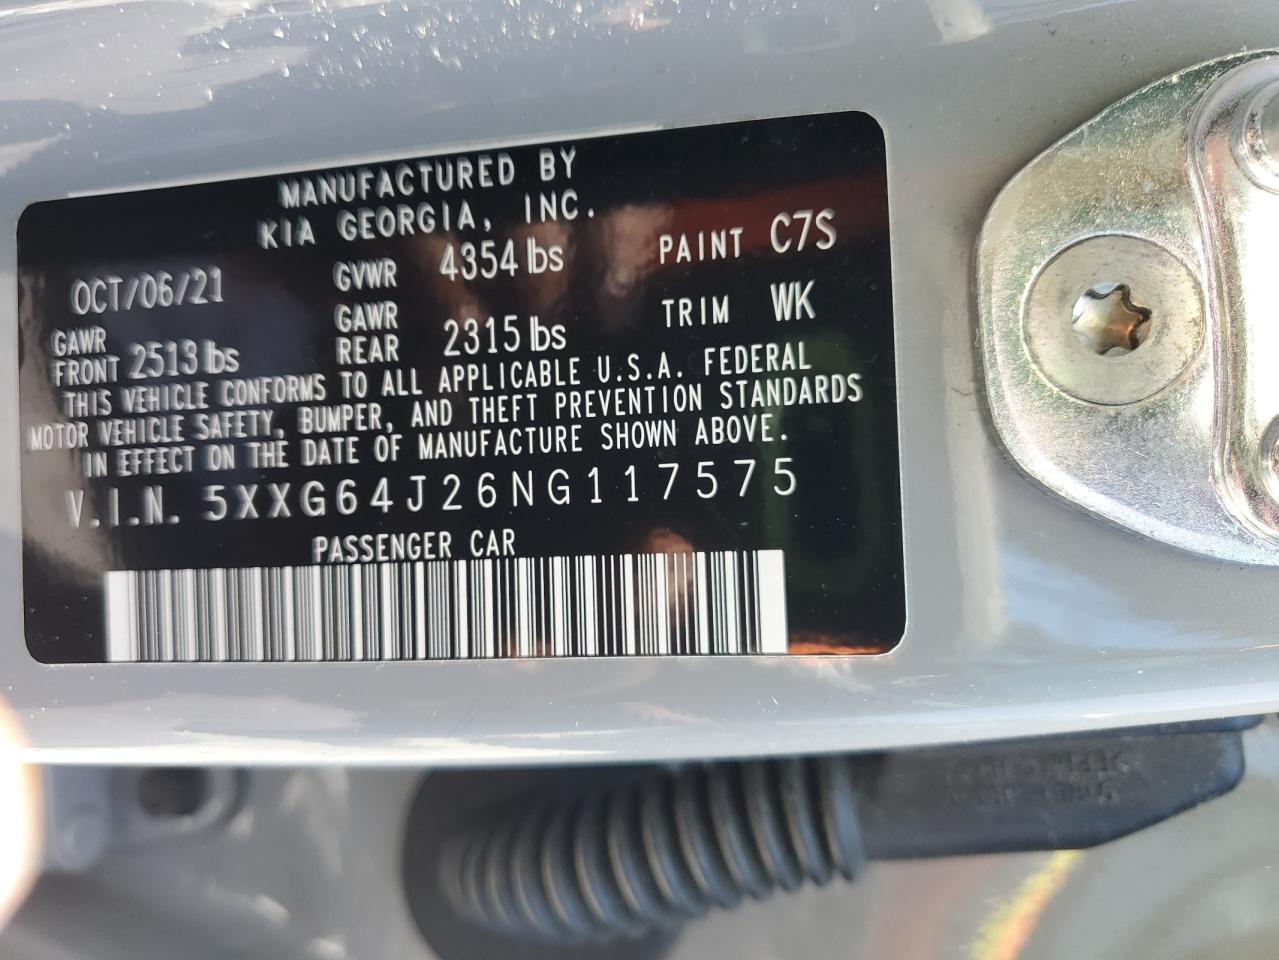 MANUFACTURED BY
KIA GEORGIA, INC.
OCT/06/21 GVWR 4354 lbs PAINT C7S
GAWR FRONT 2513 lbs GAWR REAR 2315 lbs TRIM WK
THIS VEHICLE CONFORMS TO ALL APPLICABLE U.S.A. FEDERAL
MOTOR VEHICLE SAFETY, BUMPER, AND THEFT PREVENTION STANDARDS
IN EFFECT ON THE DATE OF MANUFACTURE SHOWN ABOVE.
V.I.N. 5XXG64J26NG117575
PASSENGER CAR